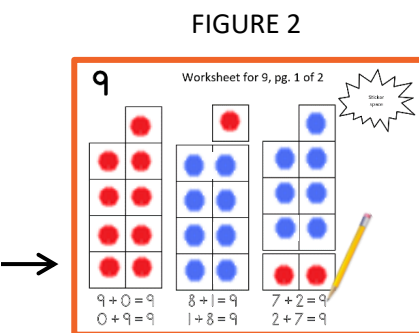 FIGURE 2
9
Worksheet for 9, pg. 1 of 2
Sticker
space
9 + 0 = 9
0 + 9 = 9
8 + 1 = 9
1 + 8 = 9
7 + 2 = 9
2 + 7 = 9